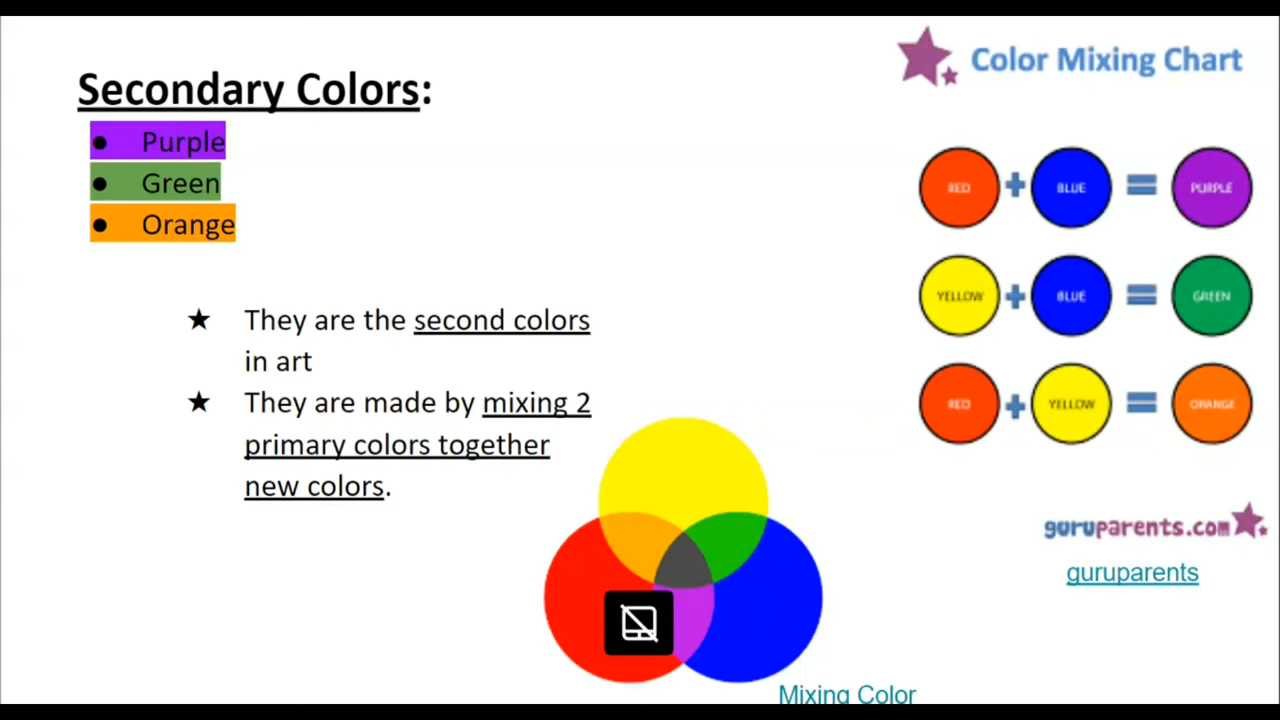 Secondary Colors:
● Purple
● Green
● Orange
★ They are the second colors
in art
★ They are made by mixing 2
primary colors together
new colors.
Color Mixing Chart
RED + BLUE = PURPLE
YELLOW + BLUE = GREEN
RED + YELLOW = ORANGE
guruparents.com
guruparents
Mixing Color